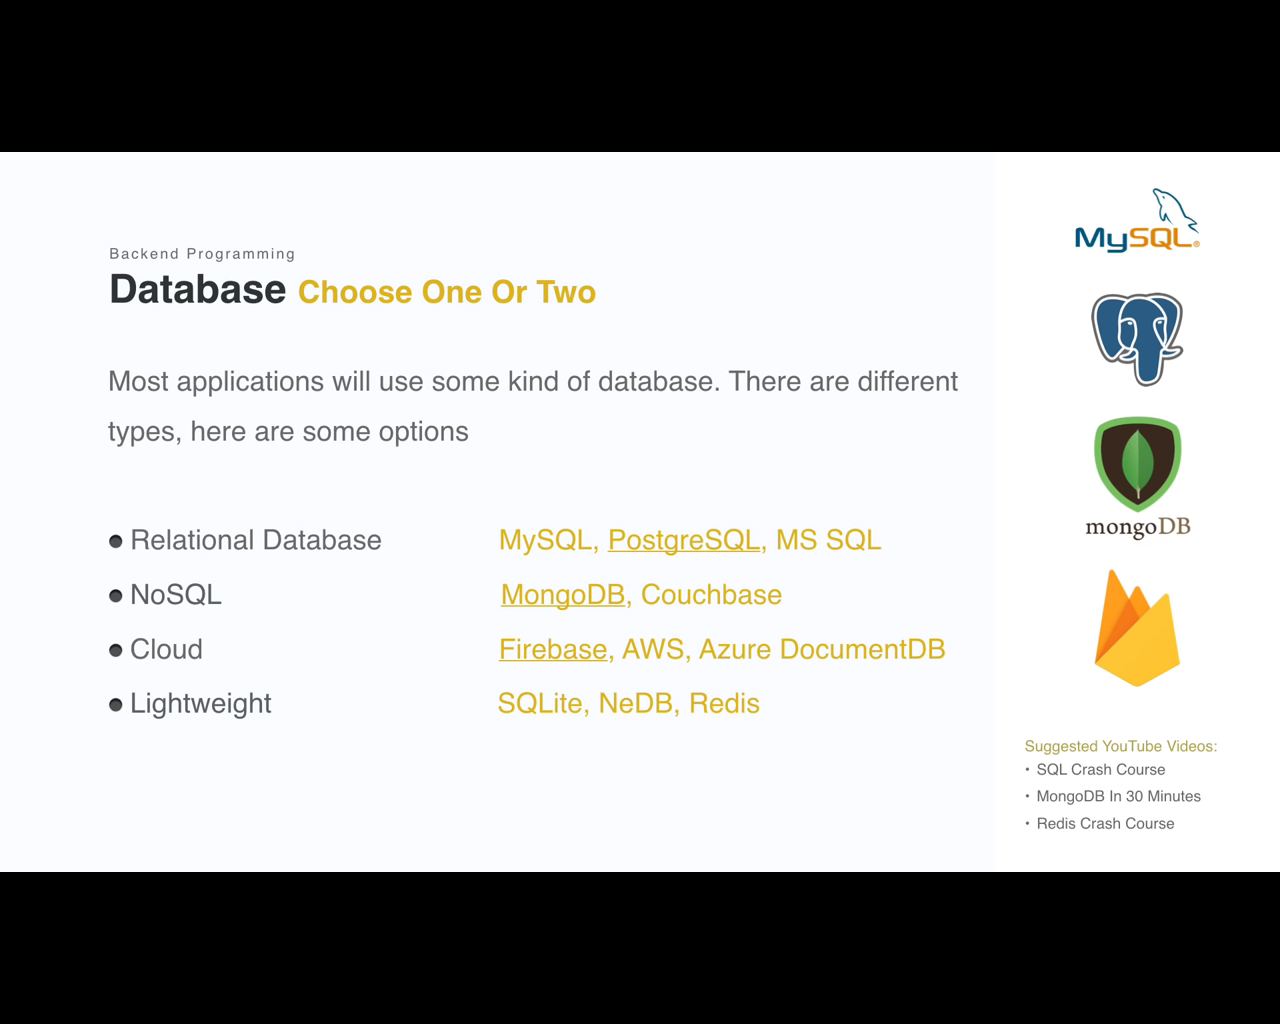 Backend Programming
Database Choose One Or Two
Most applications will use some kind of database. There are different
types, here are some options
● Relational Database MySQL, PostgreSQL, MS SQL
● NoSQL MongoDB, Couchbase
● Cloud Firebase, AWS, Azure DocumentDB
● Lightweight SQLite, NeDB, Redis
MySQL®
mongoDB
Suggested YouTube Videos:
• SQL Crash Course
• MongoDB In 30 Minutes
• Redis Crash Course